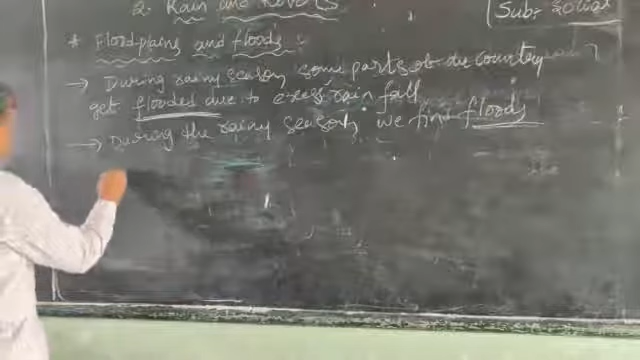 2. Rain and Rivers
Sub:- Social
* Flood plains and floods :
→ During rainy season, some parts of the country
get flooded due to excess rain fall.
→ During the rainy season, we find floods